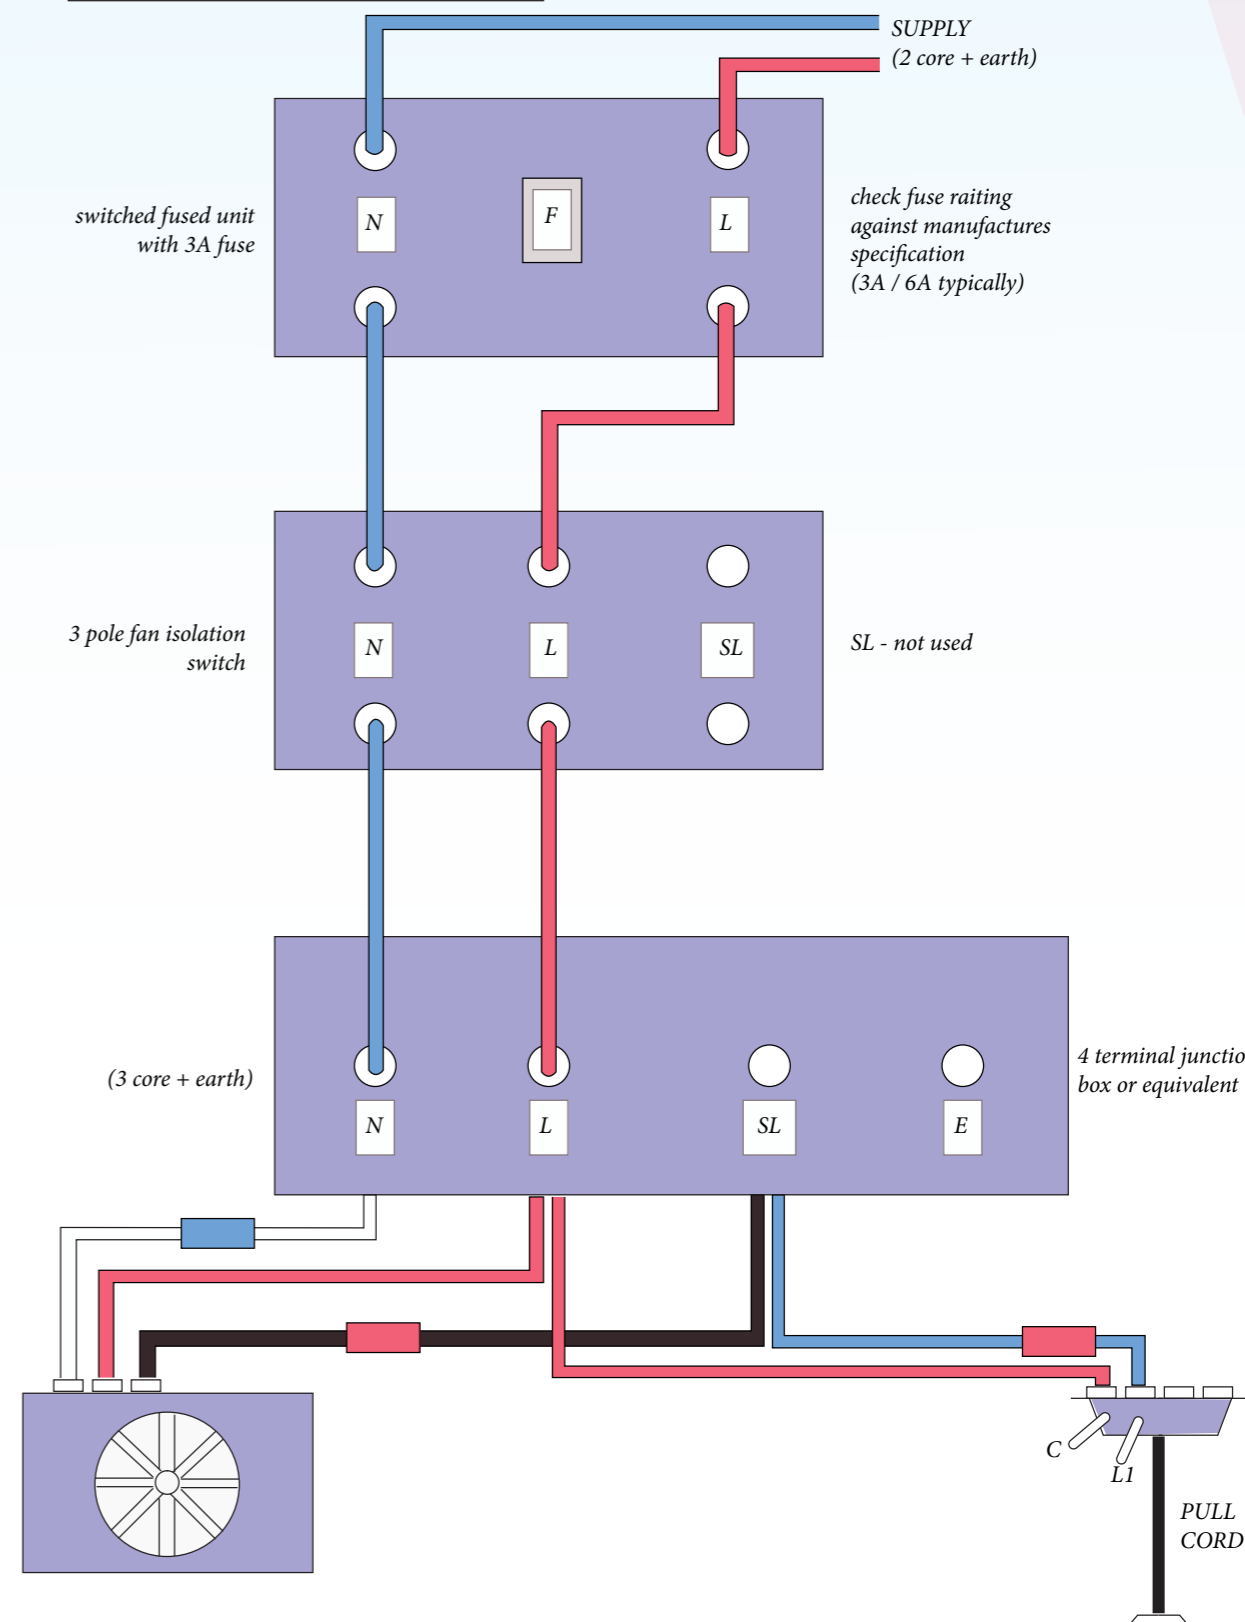 SUPPLY
(2 core + earth)
switched fused unit
with 3A fuse
N
F
L
check fuse raiting
against manufactures
specification
(3A / 6A typically)
3 pole fan isolation
switch
N
L
SL
SL - not used
(3 core + earth)
N
L
SL
E
4 terminal junctio
box or equivalent
C
L1
PULL
CORD